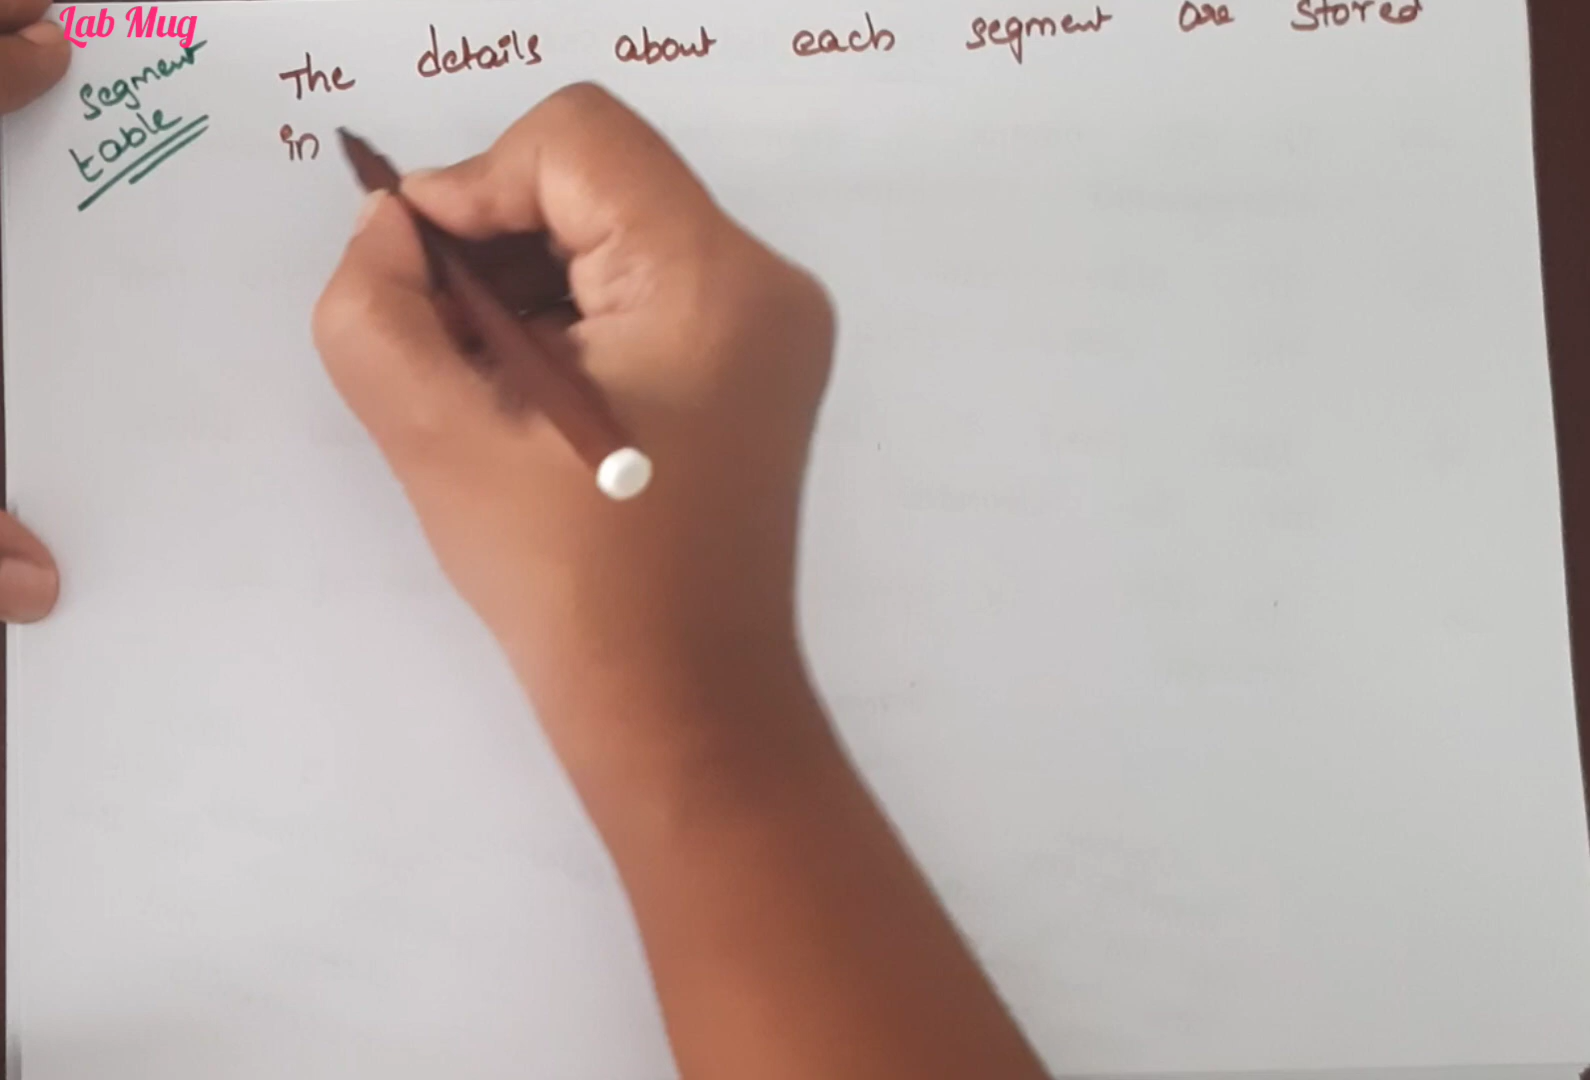 Lab Mug
Segment
table
The details about each segment are stored
in